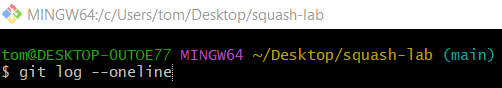 MINGW64:/c/Users/tom/Desktop/squash-lab
tom@DESKTOP-OUTOE77 MINGW64 ~/Desktop/squash-lab (main)
$ git log --oneline